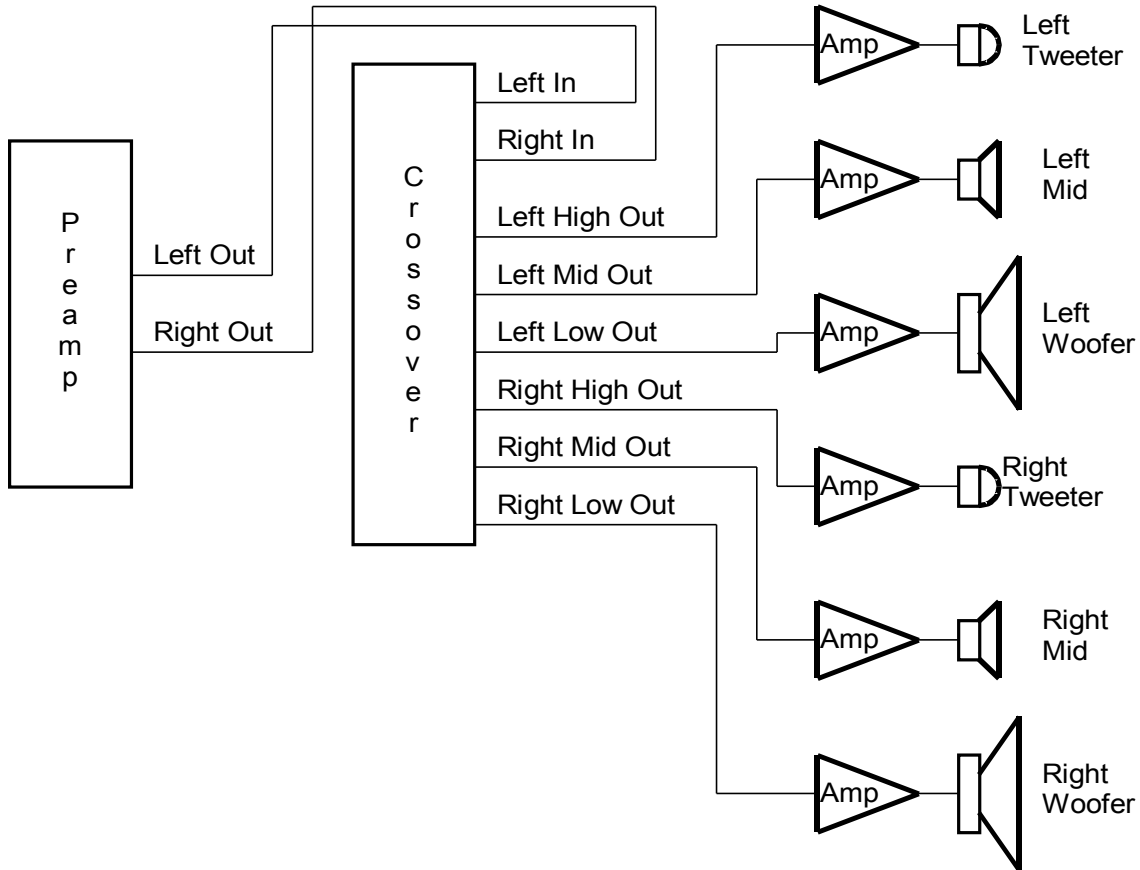 Preamp
Left Out
Right Out
Crossover
Left In
Right In
Left High Out
Left Mid Out
Left Low Out
Right High Out
Right Mid Out
Right Low Out
Amp
Left
Tweeter
Amp
Left
Mid
Amp
Left
Woofer
Amp
Right
Tweeter
Amp
Right
Mid
Amp
Right
Woofer